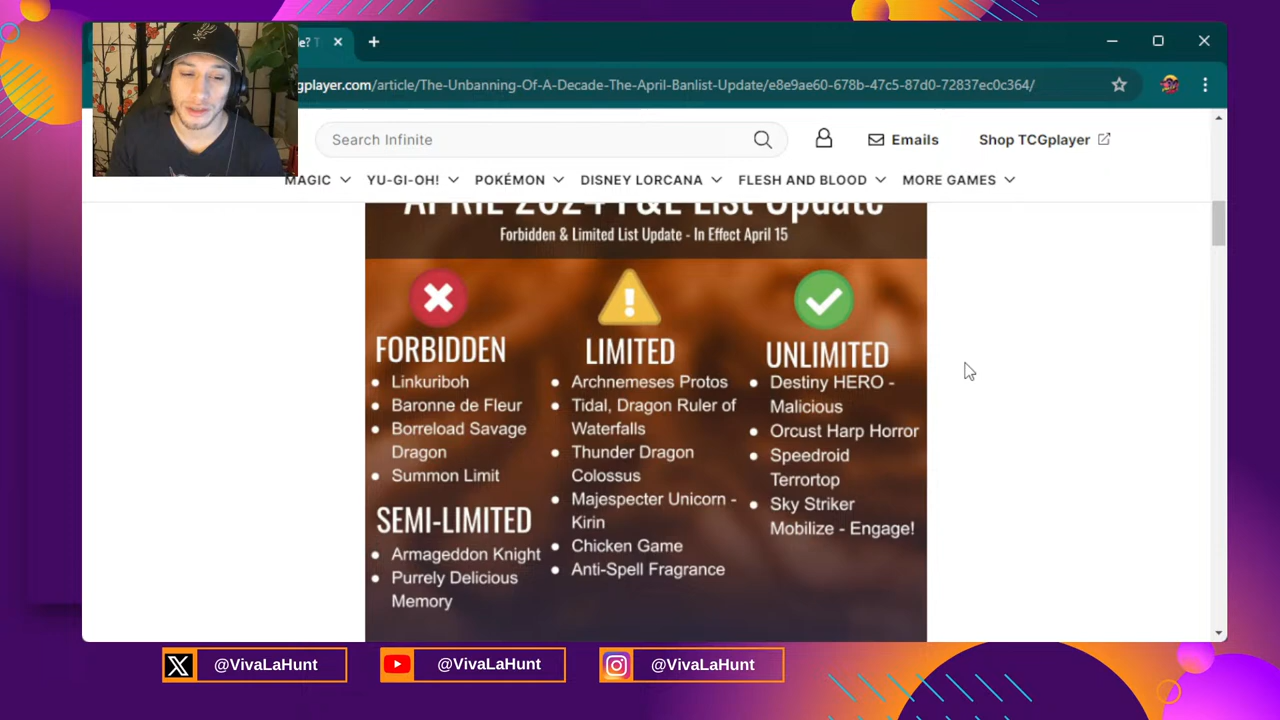 e? T
gplayer.com/article/The-Unbanning-Of-A-Decade-The-April-Banlist-Update/e8e9ae60-678b-47c5-87d0-72837ec0c364/
Search Infinite
Emails
Shop TCGplayer
MAGIC
YU-GI-OH!
POKÉMON
DISNEY LORCANA
FLESH AND BLOOD
MORE GAMES
APRIL 2024 F&L List Update
Forbidden & Limited List Update - In Effect April 15
FORBIDDEN
Linkuriboh
Baronne de Fleur
Borreload Savage
Dragon
Summon Limit
SEMI-LIMITED
Armageddon Knight
Purrely Delicious
Memory
LIMITED
Archnemeses Protos
Tidal, Dragon Ruler of
Waterfalls
Thunder Dragon
Colossus
Majespecter Unicorn -
Kirin
Chicken Game
Anti-Spell Fragrance
UNLIMITED
Destiny HERO -
Malicious
Orcust Harp Horror
Speedroid
Terrortop
Sky Striker
Mobilize - Engage!
@VivaLaHunt
@VivaLaHunt
@VivaLaHunt